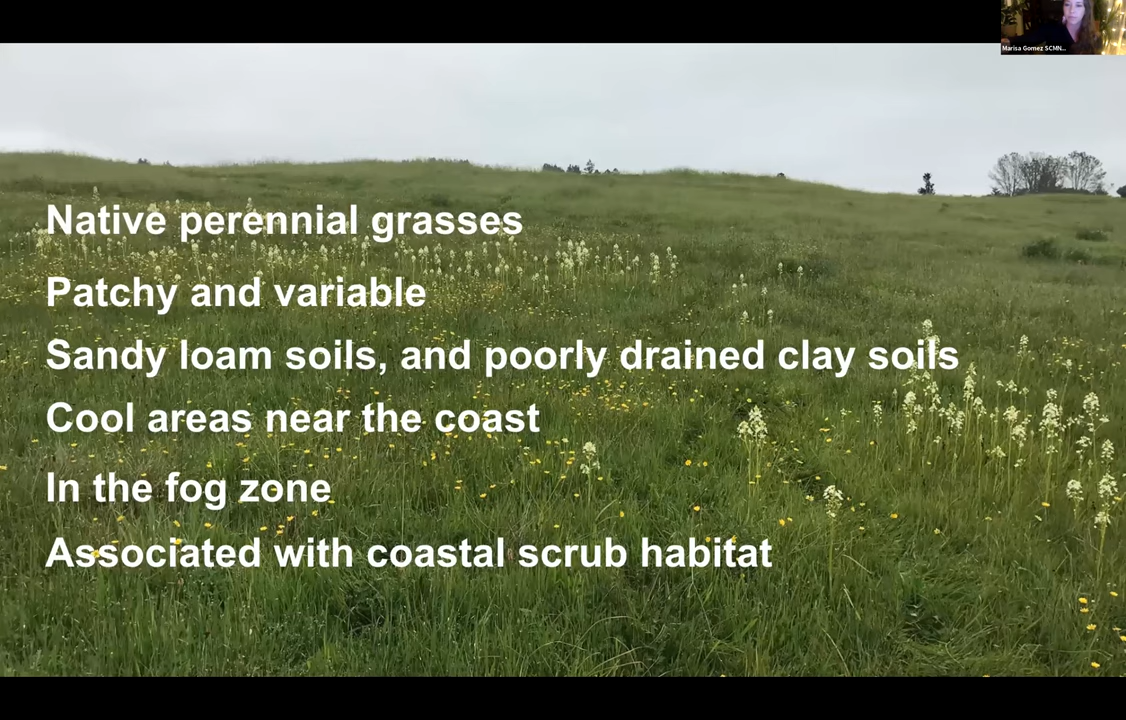 Marisa Gomez SCMN...
Native perennial grasses
Patchy and variable
Sandy loam soils, and poorly drained clay soils
Cool areas near the coast
In the fog zone
Associated with coastal scrub habitat